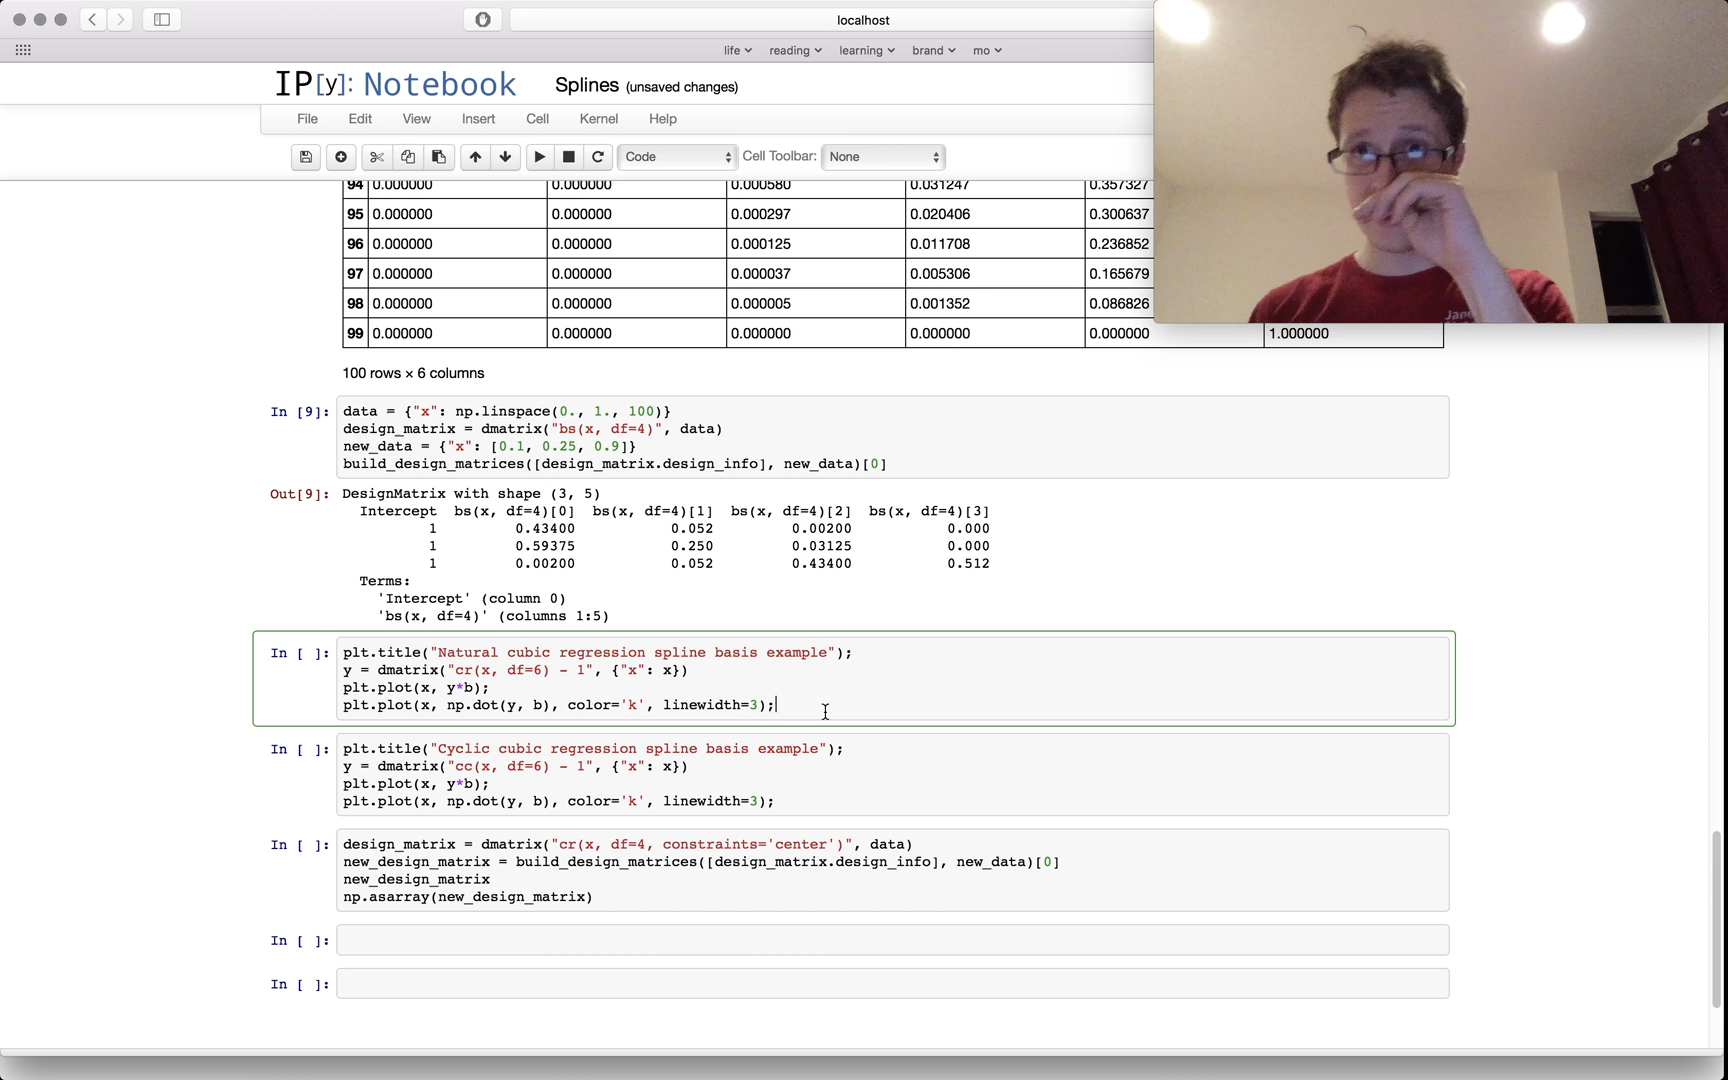 localhost
life reading learning brand mo
IP[y]: Notebook Splines (unsaved changes)
File Edit View Insert Cell Kernel Help
Code Cell Toolbar: None
94 0.000000 0.000000 0.000580 0.031247 0.357327
95 0.000000 0.000000 0.000297 0.020406 0.300637
96 0.000000 0.000000 0.000125 0.011708 0.236852
97 0.000000 0.000000 0.000037 0.005306 0.165679
98 0.000000 0.000000 0.000005 0.001352 0.086826
Jane
99 0.000000 0.000000 0.000000 0.000000 0.000000 1.000000
100 rows × 6 columns
In [9]: data = {"x": np.linspace(0., 1., 100)}
design_matrix = dmatrix("bs(x, df=4)", data)
new_data = {"x": [0.1, 0.25, 0.9]}
build_design_matrices([design_matrix.design_info], new_data)[0]
Out[9]: DesignMatrix with shape (3, 5)
Intercept bs(x, df=4)[0] bs(x, df=4)[1] bs(x, df=4)[2] bs(x, df=4)[3]
1 0.43400 0.052 0.00200 0.000
1 0.59375 0.250 0.03125 0.000
1 0.00200 0.052 0.43400 0.512
Terms:
'Intercept' (column 0)
'bs(x, df=4)' (columns 1:5)
In [ ]: plt.title("Natural cubic regression spline basis example");
y = dmatrix("cr(x, df=6) - 1", {"x": x})
plt.plot(x, y*b);
plt.plot(x, np.dot(y, b), color='k', linewidth=3);
In [ ]: plt.title("Cyclic cubic regression spline basis example");
y = dmatrix("cc(x, df=6) - 1", {"x": x})
plt.plot(x, y*b);
plt.plot(x, np.dot(y, b), color='k', linewidth=3);
In [ ]: design_matrix = dmatrix("cr(x, df=4, constraints='center')", data)
new_design_matrix = build_design_matrices([design_matrix.design_info], new_data)[0]
new_design_matrix
np.asarray(new_design_matrix)
In [ ]:
In [ ]: